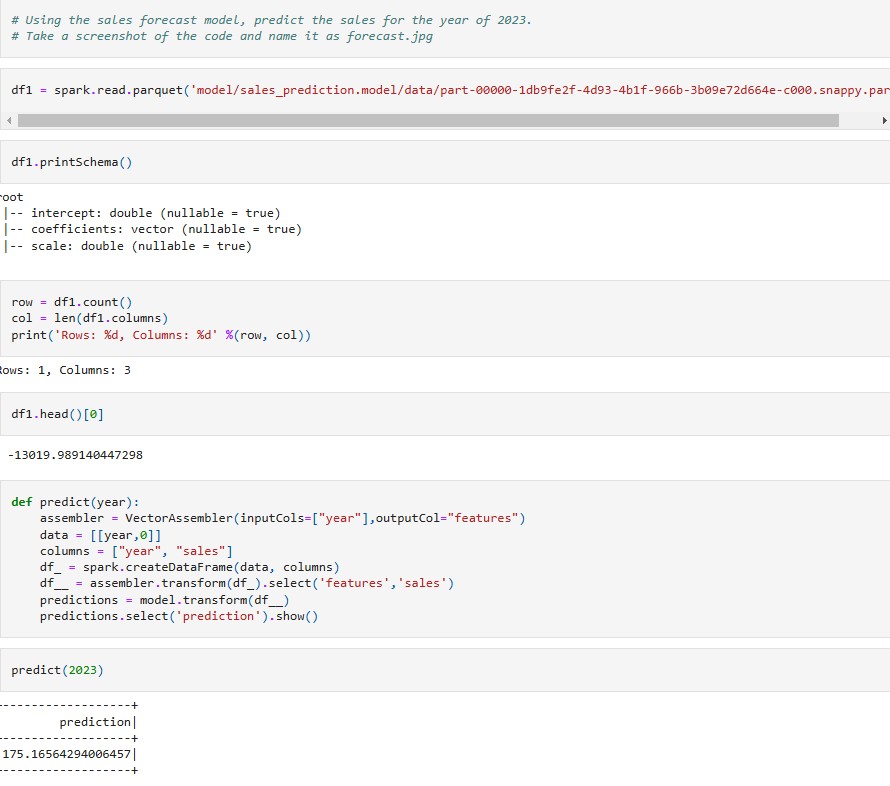 # Using the sales forecast model, predict the sales for the year of 2023.
# Take a screenshot of the code and name it as forecast.jpg
df1 = spark.read.parquet('model/sales_prediction.model/data/part-00000-1db9fe2f-4d93-4b1f-966b-3b09e72d664e-c000.snappy.par
df1.printSchema()
root
|-- intercept: double (nullable = true)
|-- coefficients: vector (nullable = true)
|-- scale: double (nullable = true)
row = df1.count()
col = len(df1.columns)
print('Rows: %d, Columns: %d' %(row, col))
Rows: 1, Columns: 3
df1.head()[0]
-13019.989140447298
def predict(year):
    assembler = VectorAssembler(inputCols=["year"],outputCol="features")
    data = [[year,0]]
    columns = ["year", "sales"]
    df_ = spark.createDataFrame(data, columns)
    df__ = assembler.transform(df_).select('features','sales')
    predictions = model.transform(df__)
    predictions.select('prediction').show()
predict(2023)
------------------+
prediction|
------------------+
175.16564294006457|
------------------+